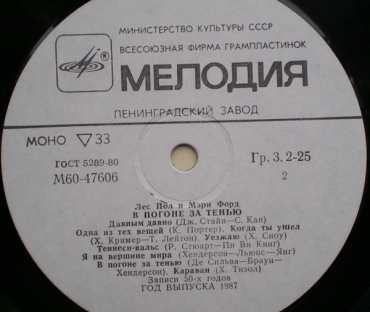 МИНИСТЕРСТВО КУЛЬТУРЫ СССР
ВСЕСОЮЗНАЯ ФИРМА ГРАМПЛАСТИНОК
МЕЛОДИЯ
ЛЕНИНГРАДСКИЙ ЗАВОД
МОНО ▽ 33
ГОСТ 5289-80
Гр. 3. 2-25
М60-47606
2
Лес Пол и Мэри Форд
В ПОГОНЕ ЗА ТЕНЬЮ
Давным давно (Дж. Стайн—С. Кан)
Одна из тех вещей (К. Портер). Когда ты ушел
(Х. Кример—Т. Лейтон). Уезжаю (Х. Сноу)
Теннеси-вальс (Р. Стюарт—Пи Ви Кинг)
Я на вершине мира (Хендерсон—Льюис—Янг)
В погоне за тенью (Де Сильва—Браун—
Хендерсон). Караван (Х. Тизол)
Записи 50-х годов
ГОД ВЫПУСКА 1987